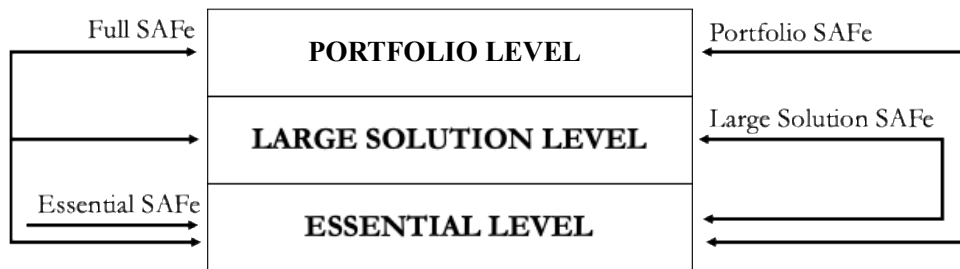 Full SAFe
PORTFOLIO LEVEL
Portfolio SAFe
LARGE SOLUTION LEVEL
Large Solution SAFe
Essential SAFe
ESSENTIAL LEVEL